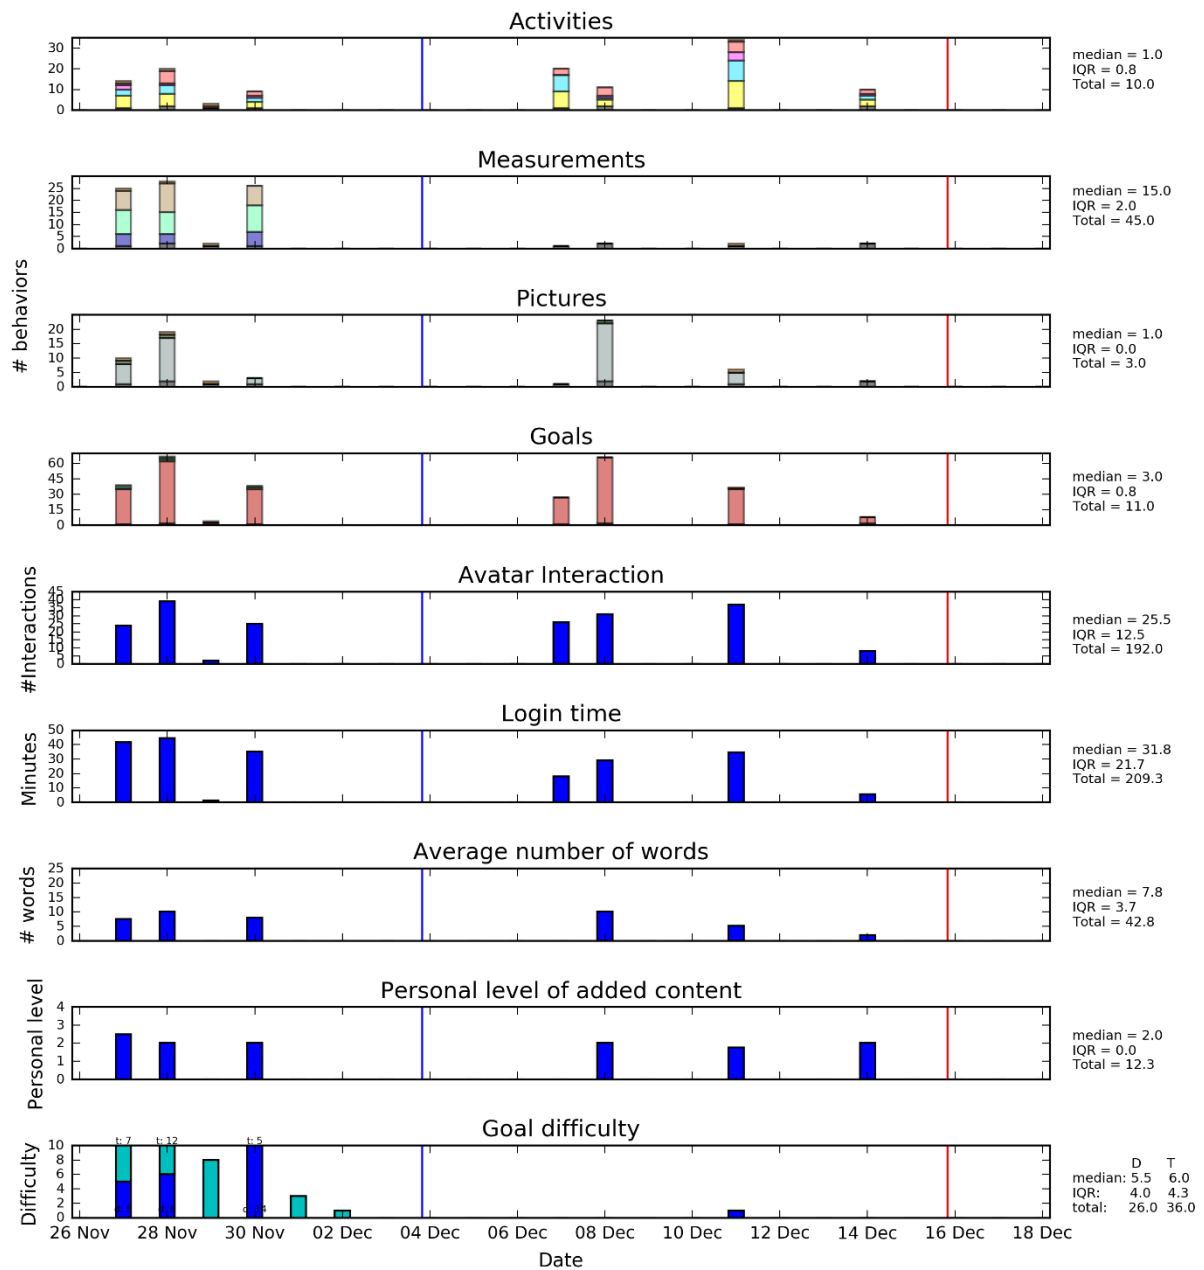 Activities
30
20
10
0
median = 1.0
IQR = 0.8
Total = 10.0
Measurements
25
20
15
10
5
0
median = 15.0
IQR = 2.0
Total = 45.0
# behaviors
Pictures
20
15
10
5
0
median = 1.0
IQR = 0.0
Total = 3.0
Goals
60
45
30
15
0
median = 3.0
IQR = 0.8
Total = 11.0
Avatar Interaction
#Interactions
45
40
35
30
25
20
15
10
5
0
median = 25.5
IQR = 12.5
Total = 192.0
Login time
Minutes
50
40
30
20
10
0
median = 31.8
IQR = 21.7
Total = 209.3
Average number of words
# words
25
20
15
10
5
0
median = 7.8
IQR = 3.7
Total = 42.8
Personal level of added content
Personal level
4
3
2
1
0
median = 2.0
IQR = 0.0
Total = 12.3
Goal difficulty
Difficulty
10
8
6
4
2
0
t: 7 t: 12 t: 5
D T
median: 5.5 6.0
IQR: 4.0 4.3
total: 26.0 36.0
26 Nov 28 Nov 30 Nov 02 Dec 04 Dec 06 Dec 08 Dec 10 Dec 12 Dec 14 Dec 16 Dec 18 Dec
Date